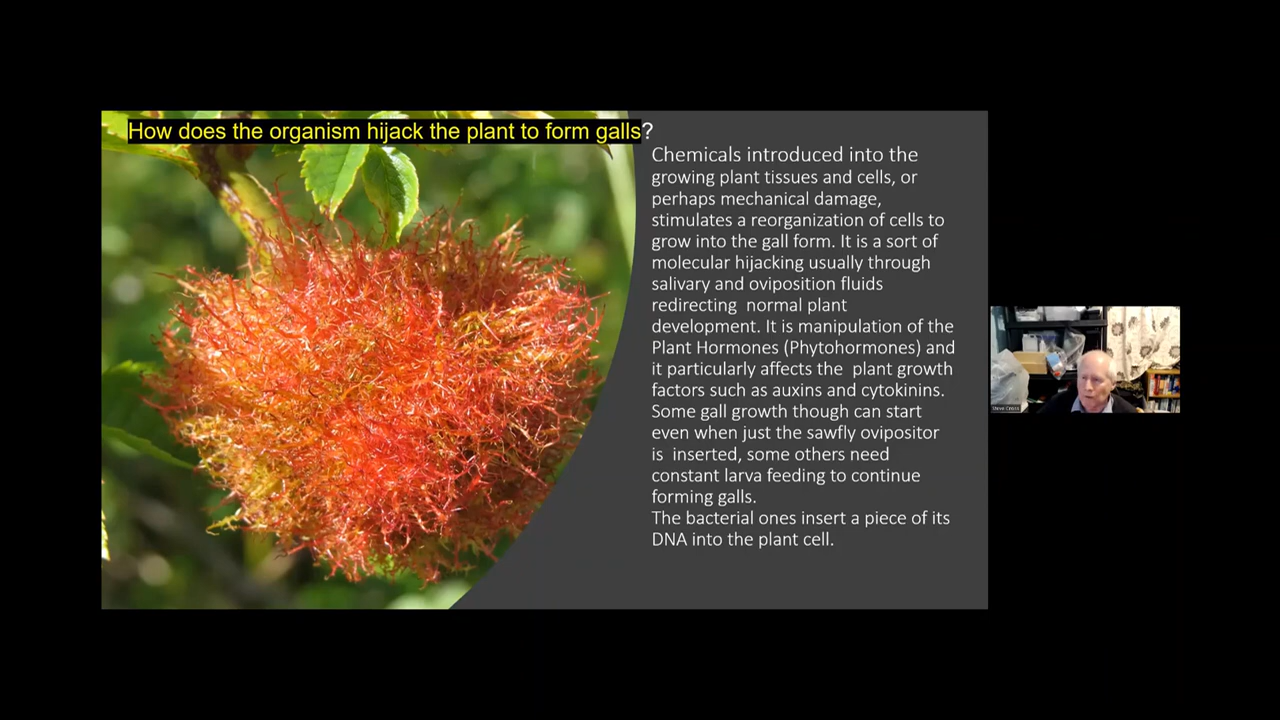 How does the organism hijack the plant to form galls?
Chemicals introduced into the
growing plant tissues and cells, or
perhaps mechanical damage,
stimulates a reorganization of cells to
grow into the gall form. It is a sort of
molecular hijacking usually through
salivary and oviposition fluids
redirecting normal plant
development. It is manipulation of the
Plant Hormones (Phytohormones) and
it particularly affects the plant growth
factors such as auxins and cytokinins.
Some gall growth though can start
even when just the sawfly ovipositor
is inserted, some others need
constant larva feeding to continue
forming galls.
The bacterial ones insert a piece of its
DNA into the plant cell.